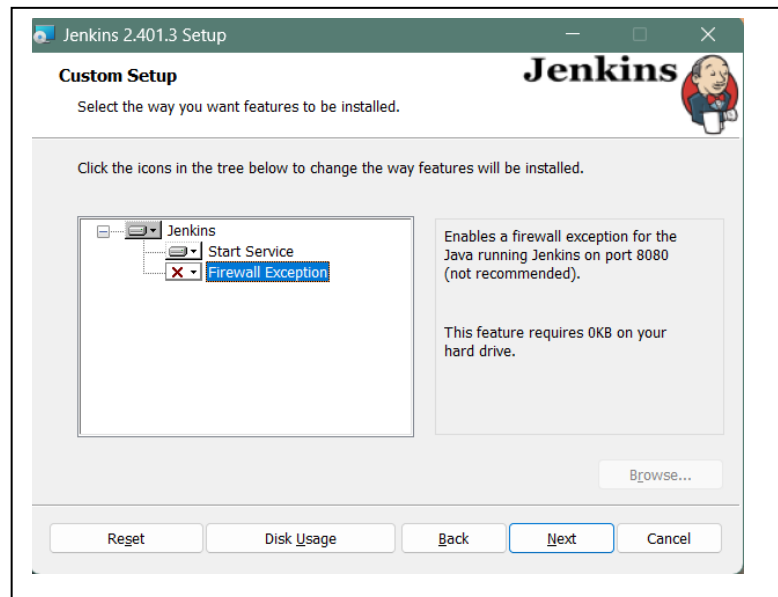 Jenkins 2.401.3 Setup
Custom Setup
Jenkins
Select the way you want features to be installed.
Click the icons in the tree below to change the way features will be installed.
Jenkins
Start Service
Firewall Exception
Enables a firewall exception for the
Java running Jenkins on port 8080
(not recommended).
This feature requires 0KB on your
hard drive.
Browse...
Reset
Disk Usage
Back
Next
Cancel